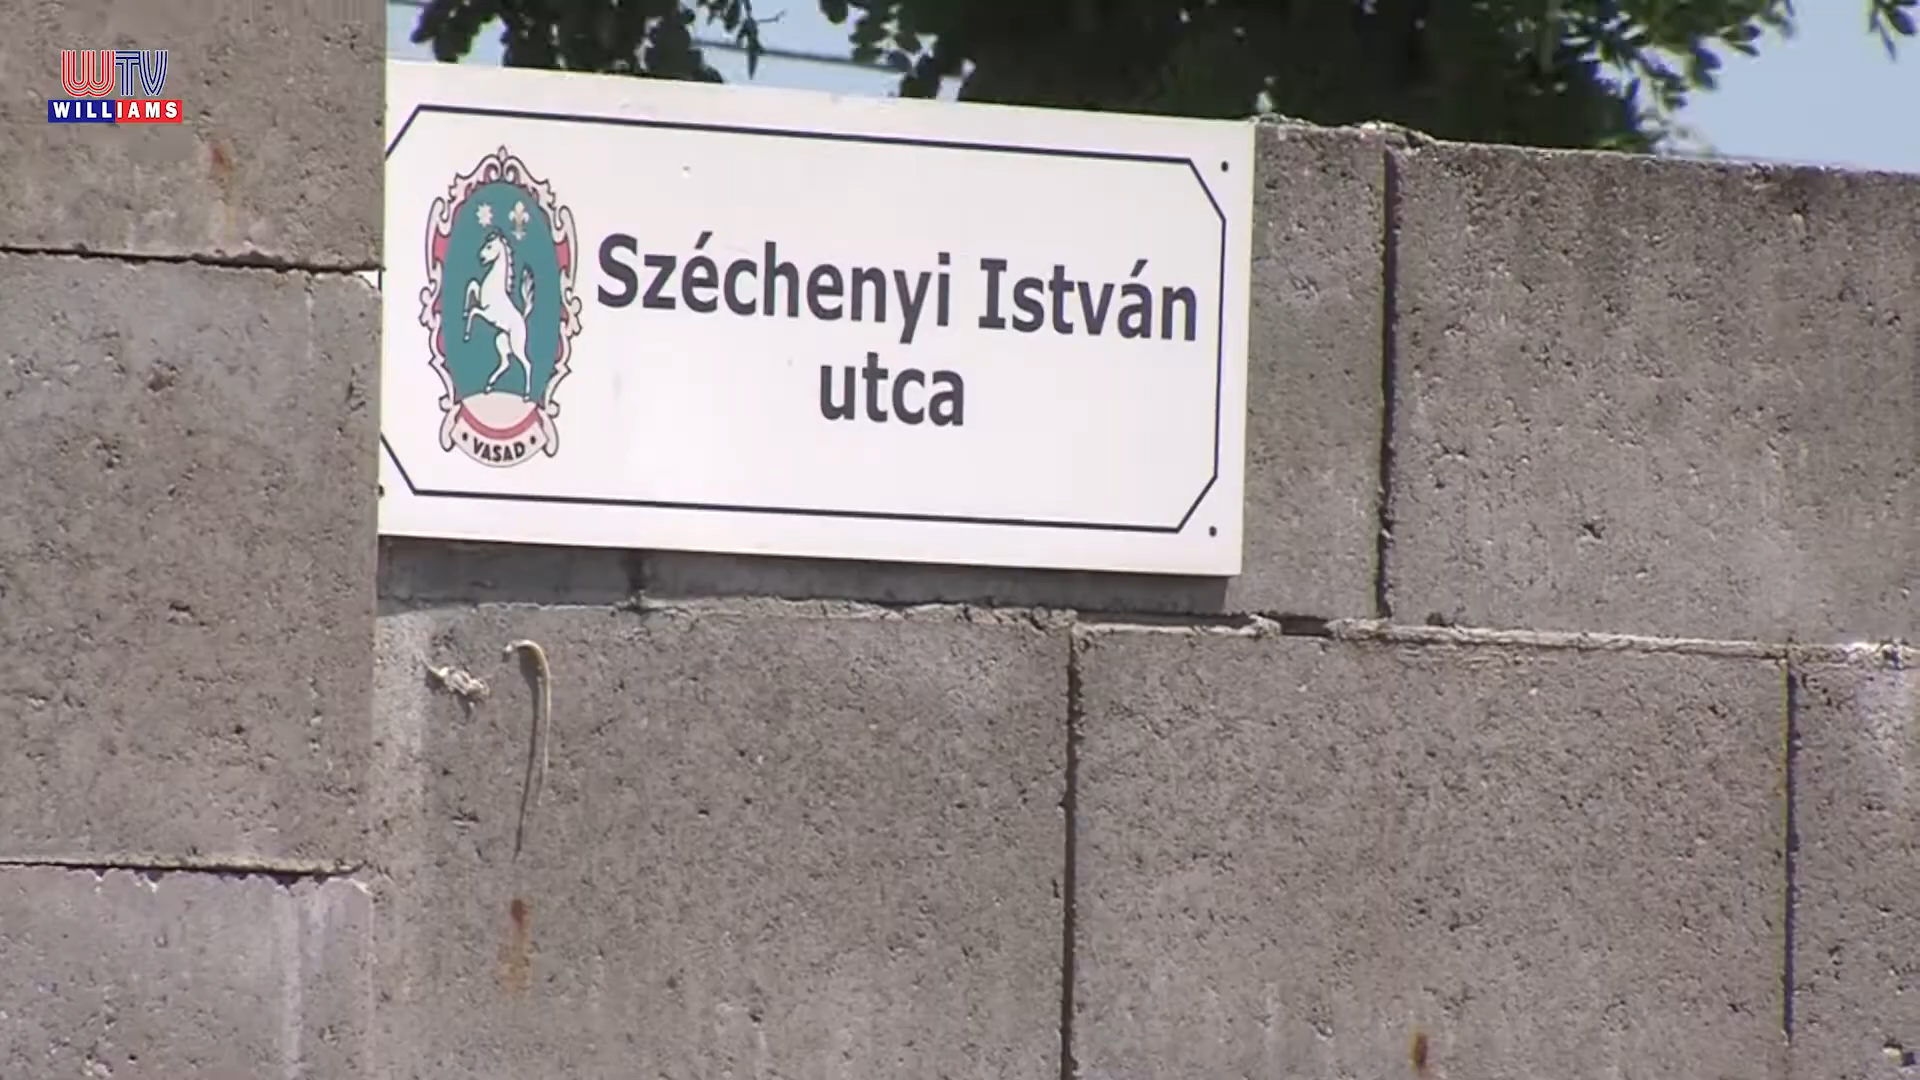 WTV
WILLIAMS
Széchenyi István
utca
• VASAD •